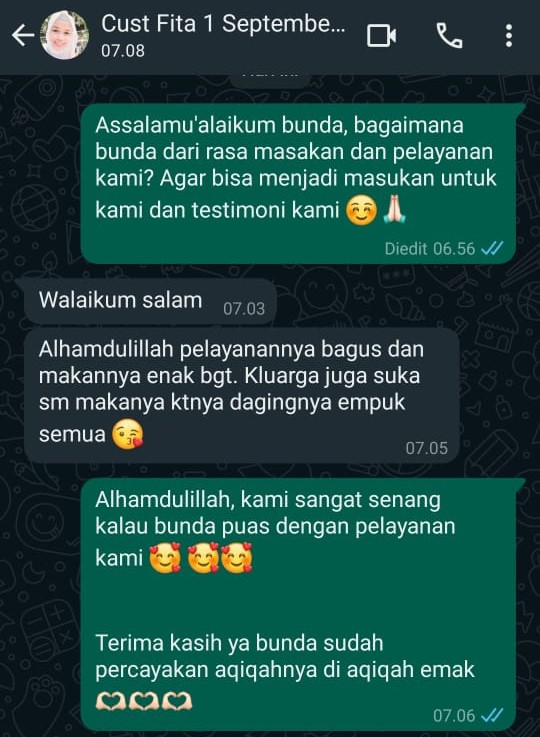 Cust Fita 1 Septembe...
07.08
Assalamu'alaikum bunda, bagaimana
bunda dari rasa masakan dan pelayanan
kami? Agar bisa menjadi masukan untuk
kami dan testimoni kami ☺️🙏🏻
Diedit 06.56
Walaikum salam 07.03
Alhamdulillah pelayanannya bagus dan
makannya enak bgt. Kluarga juga suka
sm makanya ktnya dagingnya empuk
semua 😘
07.05
Alhamdulillah, kami sangat senang
kalau bunda puas dengan pelayanan
kami 🥰 🥰🥰
Terima kasih ya bunda sudah
percayakan aqiqahnya di aqiqah emak
🫶🏻🫶🏻🫶🏻
07.06